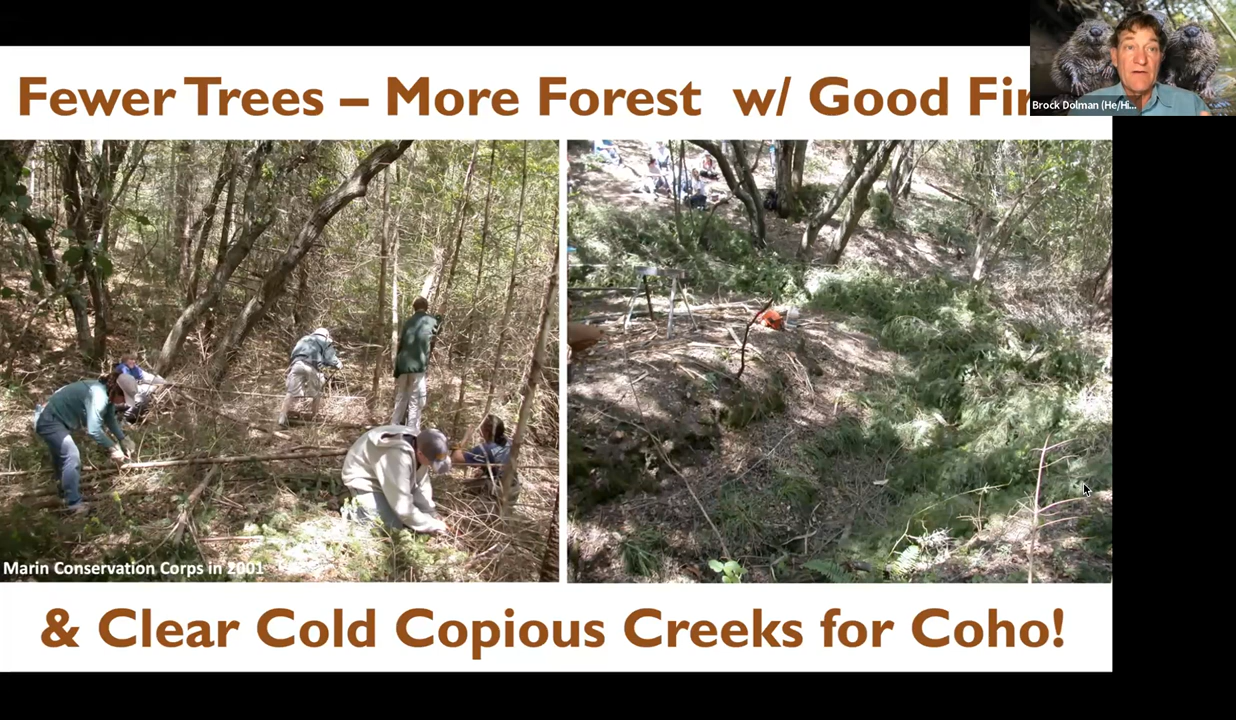 Fewer Trees – More Forest w/ Good
Brock Dolman (He/Hi...
Marin Conservation Corps in 2001
& Clear Cold Copious Creeks for Coho!